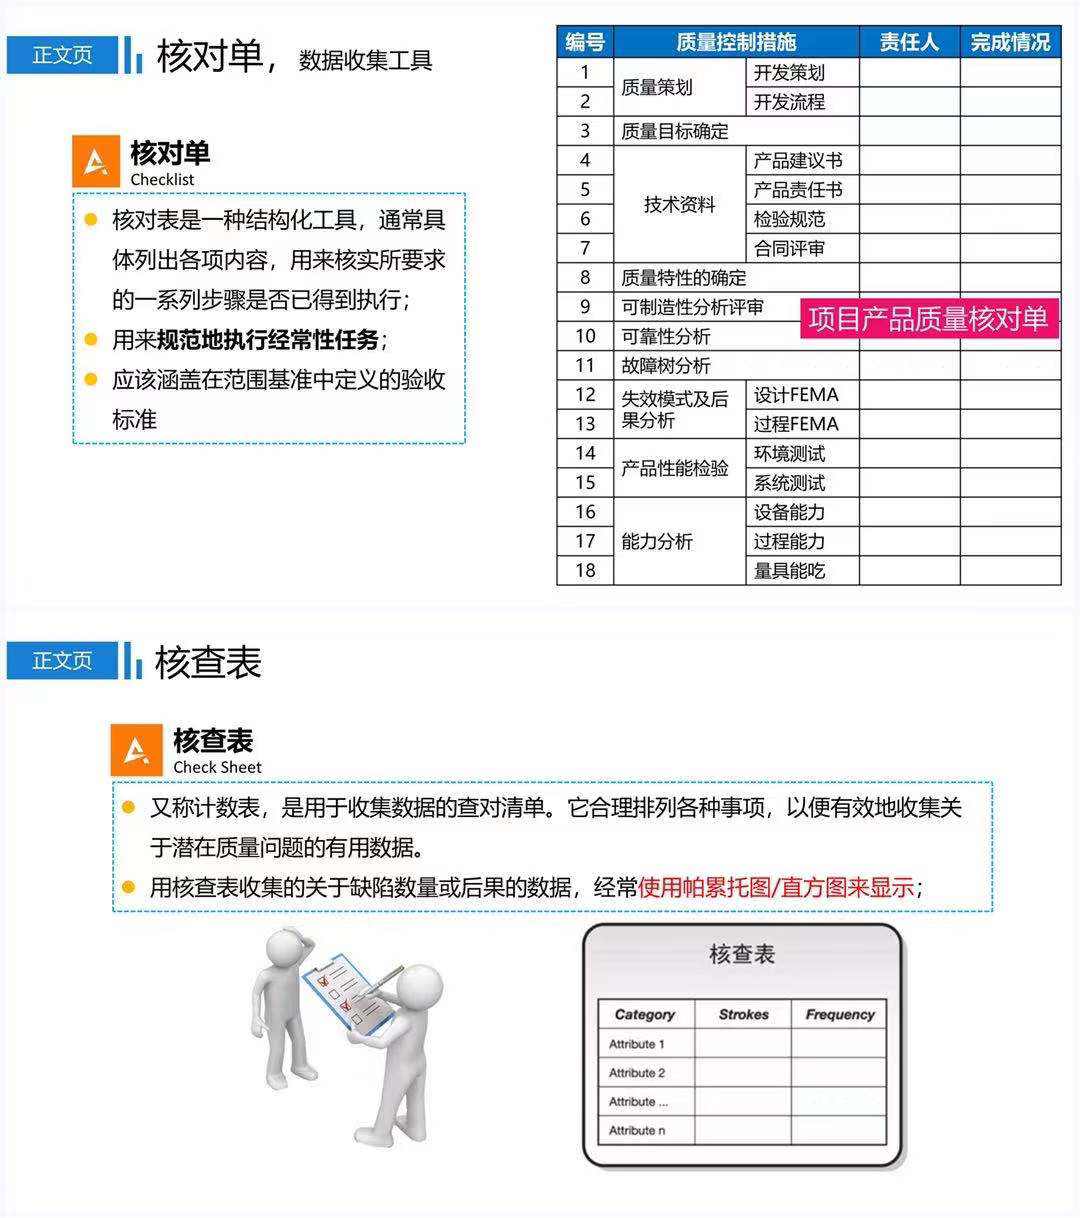 正文页
核对单，数据收集工具
核对单
Checklist
核对表是一种结构化工具，通常具
体列出各项内容，用来核实所要求
的一系列步骤是否已得到执行；
用来规范地执行经常性任务；
应该涵盖在范围基准中定义的验收
标准
编号 质量控制措施 责任人 完成情况
1 质量策划 开发策划
2 开发流程
3 质量目标确定
4 技术资料 产品建议书
5 产品责任书
6 检验规范
7 合同评审
8 质量特性的确定
9 可制造性分析评审
项目产品质量核对单
10 可靠性分析
11 故障树分析
12 失效模式及后
果分析 设计FEMA
13 过程FEMA
14 产品性能检验 环境测试
15 系统测试
16 能力分析 设备能力
17 过程能力
18 量具能吃
正文页
核查表
核查表
Check Sheet
又称计数表，是用于收集数据的查对清单。它合理排列各种事项，以便有效地收集关
于潜在质量问题的有用数据。
用核查表收集的关于缺陷数量或后果的数据，经常使用帕累托图/直方图来显示；
核查表
Category Strokes Frequency
Attribute 1
Attribute 2
Attribute ...
Attribute n